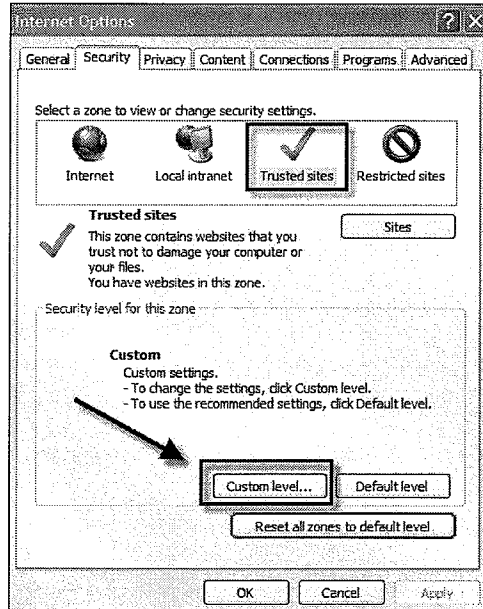 Internet Options
General Security Privacy Content Connections Programs Advanced
Select a zone to view or change security settings.
Internet Local intranet Trusted sites Restricted sites
Trusted sites
Sites
This zone contains websites that you
trust not to damage your computer or
your files.
You have websites in this zone.
Security level for this zone
Custom
Custom settings.
- To change the settings, click Custom level.
- To use the recommended settings, click Default level.
Custom level... Default level
Reset all zones to default level
OK Cancel Apply